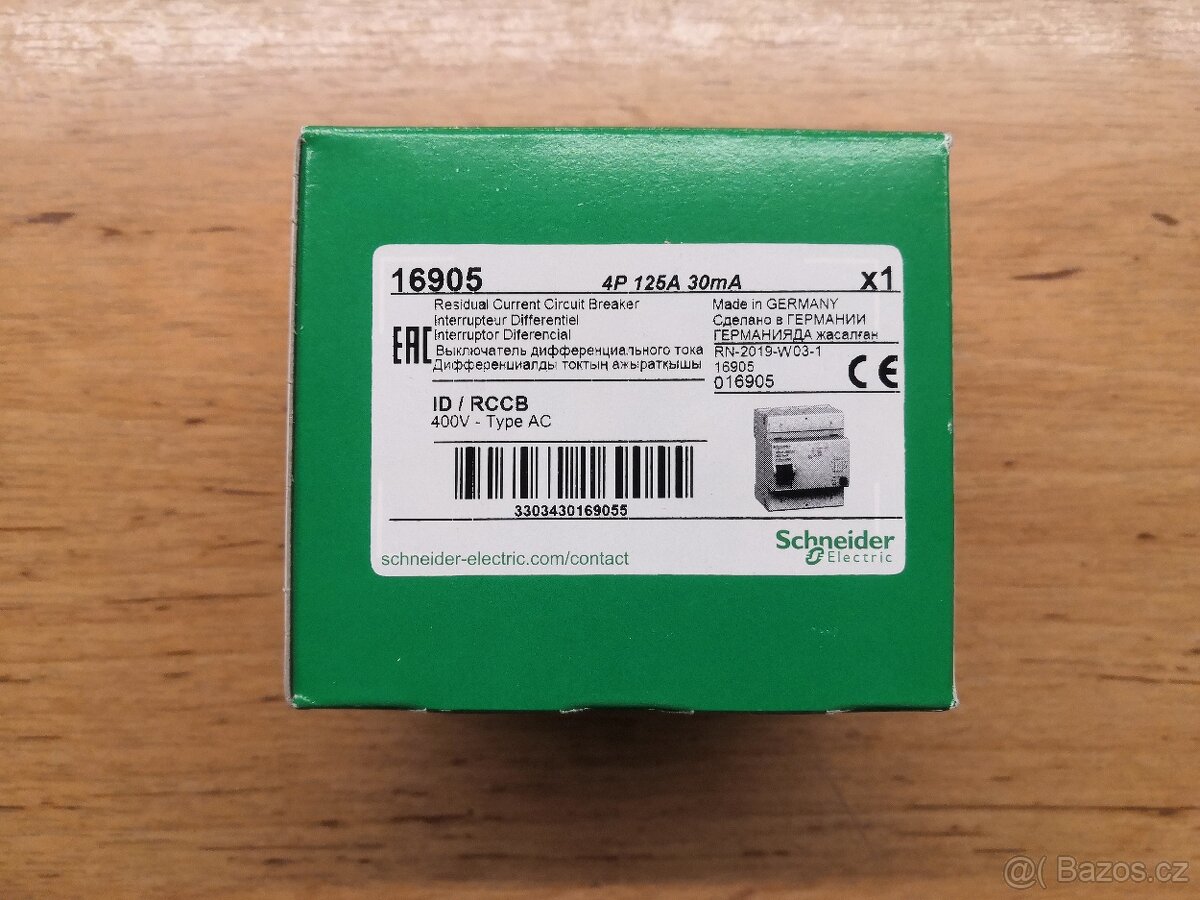 16905 4P 125A 30mA x1
Residual Current Circuit Breaker
Interrupteur Differentiel
Interruptor Diferencial
Выключатель дифференциального тока
Дифференциалды токтың ажыратқышы
EAC
Made in GERMANY
Сделано в ГЕРМАНИИ
ГЕРМАНИЯДА жасалған
RN-2019-W03-1
16905
016905
CE
ID / RCCB
400V - Type AC
3303430169055
schneider-electric.com/contact
Schneider
Electric
@( Bazos.cz